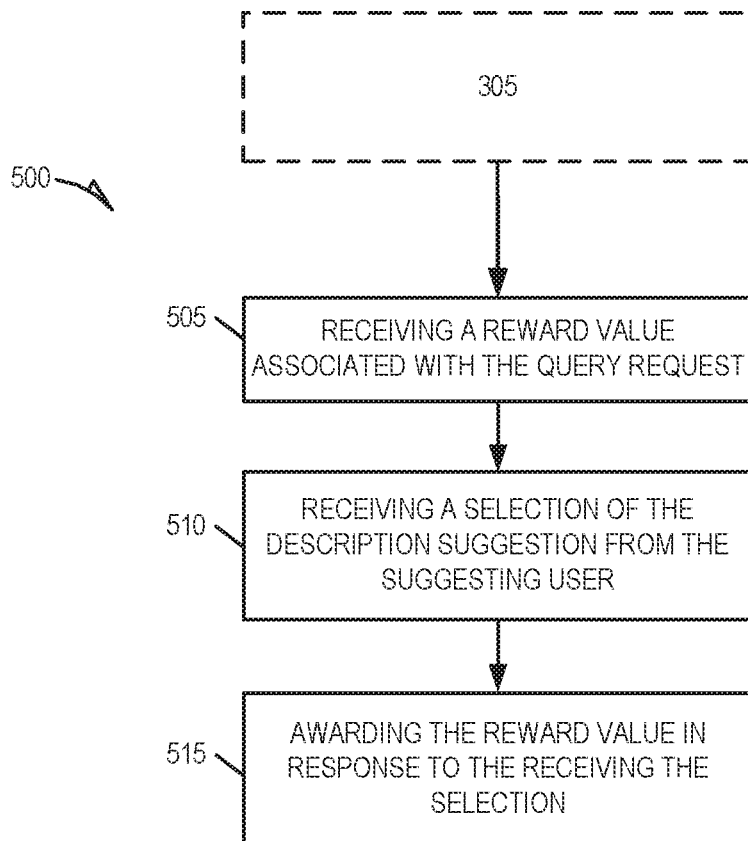 305
500
505
RECEIVING A REWARD VALUE
ASSOCIATED WITH THE QUERY REQUEST
510
RECEIVING A SELECTION OF THE
DESCRIPTION SUGGESTION FROM THE
SUGGESTING USER
515
AWARDING THE REWARD VALUE IN
RESPONSE TO THE RECEIVING THE
SELECTION